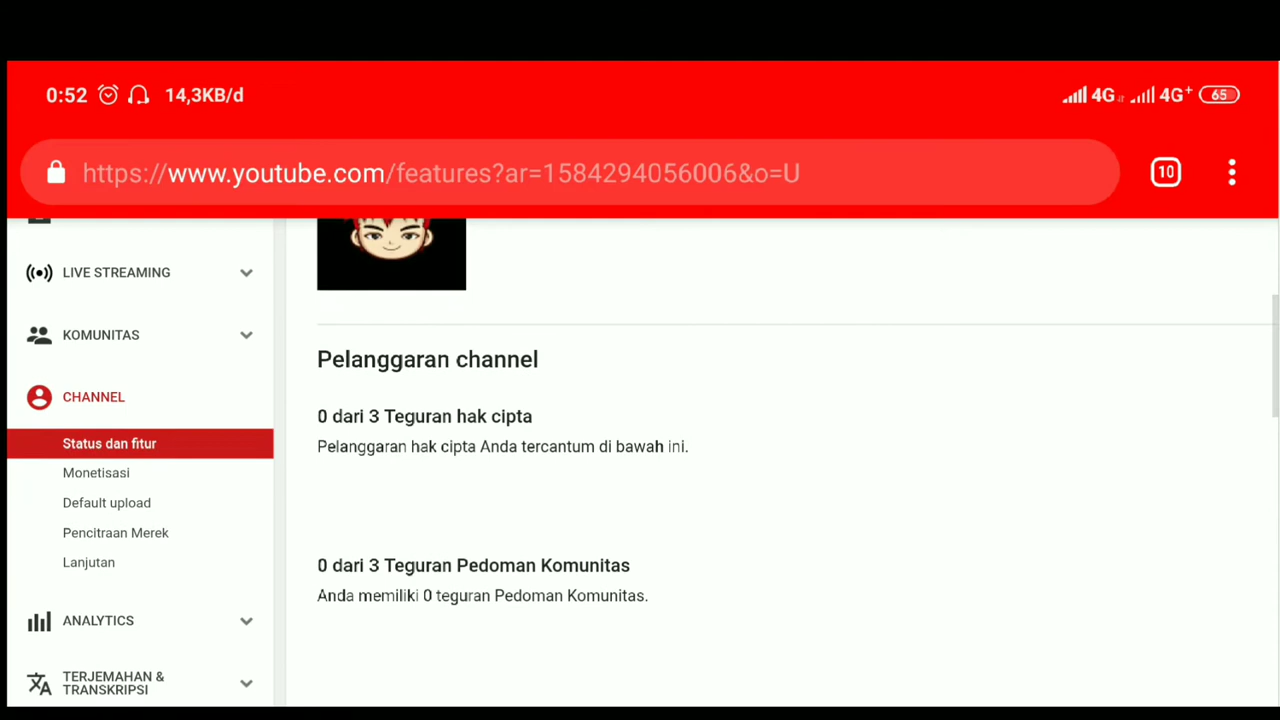 0:52 14,3KB/d 4G 4G+ 65
https://www.youtube.com/features?ar=1584294056006&o=U 10
LIVE STREAMING
KOMUNITAS
CHANNEL
Status dan fitur
Monetisasi
Default upload
Pencitraan Merek
Lanjutan
ANALYTICS
TERJEMAHAN &
TRANSKRIPSI
Pelanggaran channel
0 dari 3 Teguran hak cipta
Pelanggaran hak cipta Anda tercantum di bawah ini.
0 dari 3 Teguran Pedoman Komunitas
Anda memiliki 0 teguran Pedoman Komunitas.